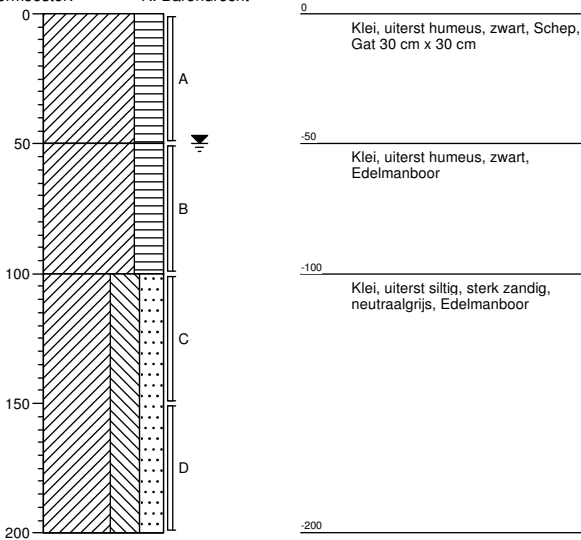 0
A
50
B
100
C
150
D
200
0
Klei, uiterst humeus, zwart, Schep,
Gat 30 cm x 30 cm
-50
Klei, uiterst humeus, zwart,
Edelmanboor
-100
Klei, uiterst siltig, sterk zandig,
neutraalgrijs, Edelmanboor
-200